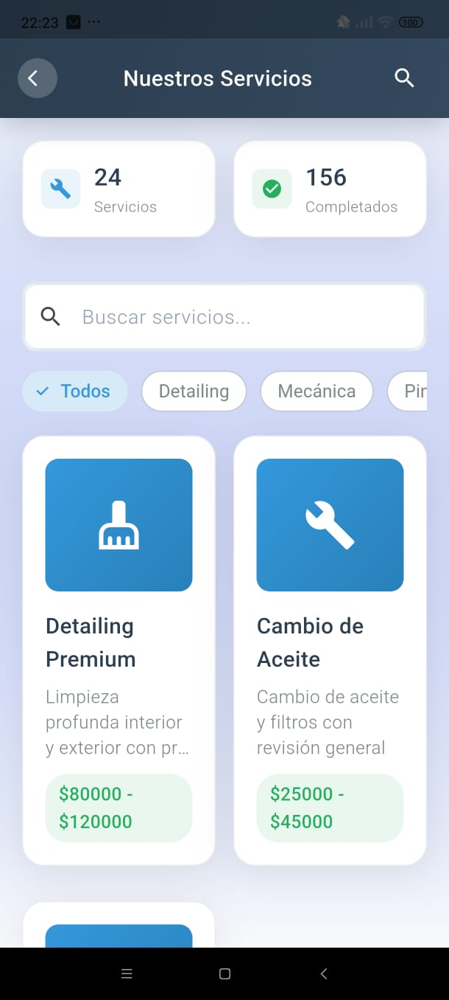 22:23 ...
100
Nuestros Servicios
24
Servicios
156
Completados
Buscar servicios...
Todos
Detailing
Mecánica
Pin
Detailing
Premium
Limpieza
profunda interior
y exterior con pr...
$80000 -
$120000
Cambio de
Aceite
Cambio de aceite
y filtros con
revisión general
$25000 -
$45000